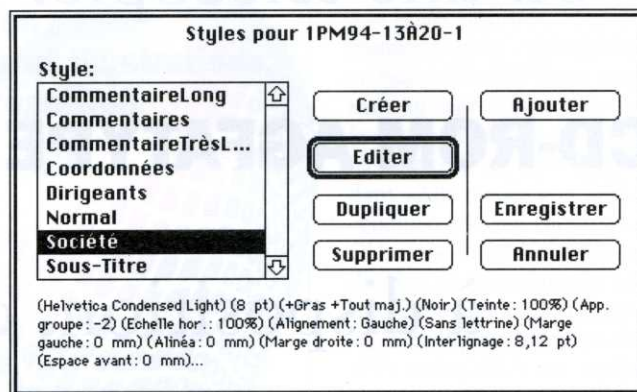 Styles pour 1PM94-13À20-1
Style:
CommentaireLong
Commentaires
CommentaireTrèsL...
Coordonnées
Dirigeants
Normal
Société
Sous-Titre
Créer
Ajouter
Editer
Dupliquer
Enregistrer
Supprimer
Annuler
(Helvetica Condensed Light) (8 pt) (+Gras +Tout maj.) (Noir) (Teinte: 100%) (App.
groupe: -2) (Echelle hor.: 100%) (Alignement: Gauche) (Sans lettrine) (Marge
gauche: 0 mm) (Alinéa: 0 mm) (Marge droite: 0 mm) (Interlignage: 8,12 pt)
(Espace avant: 0 mm)...